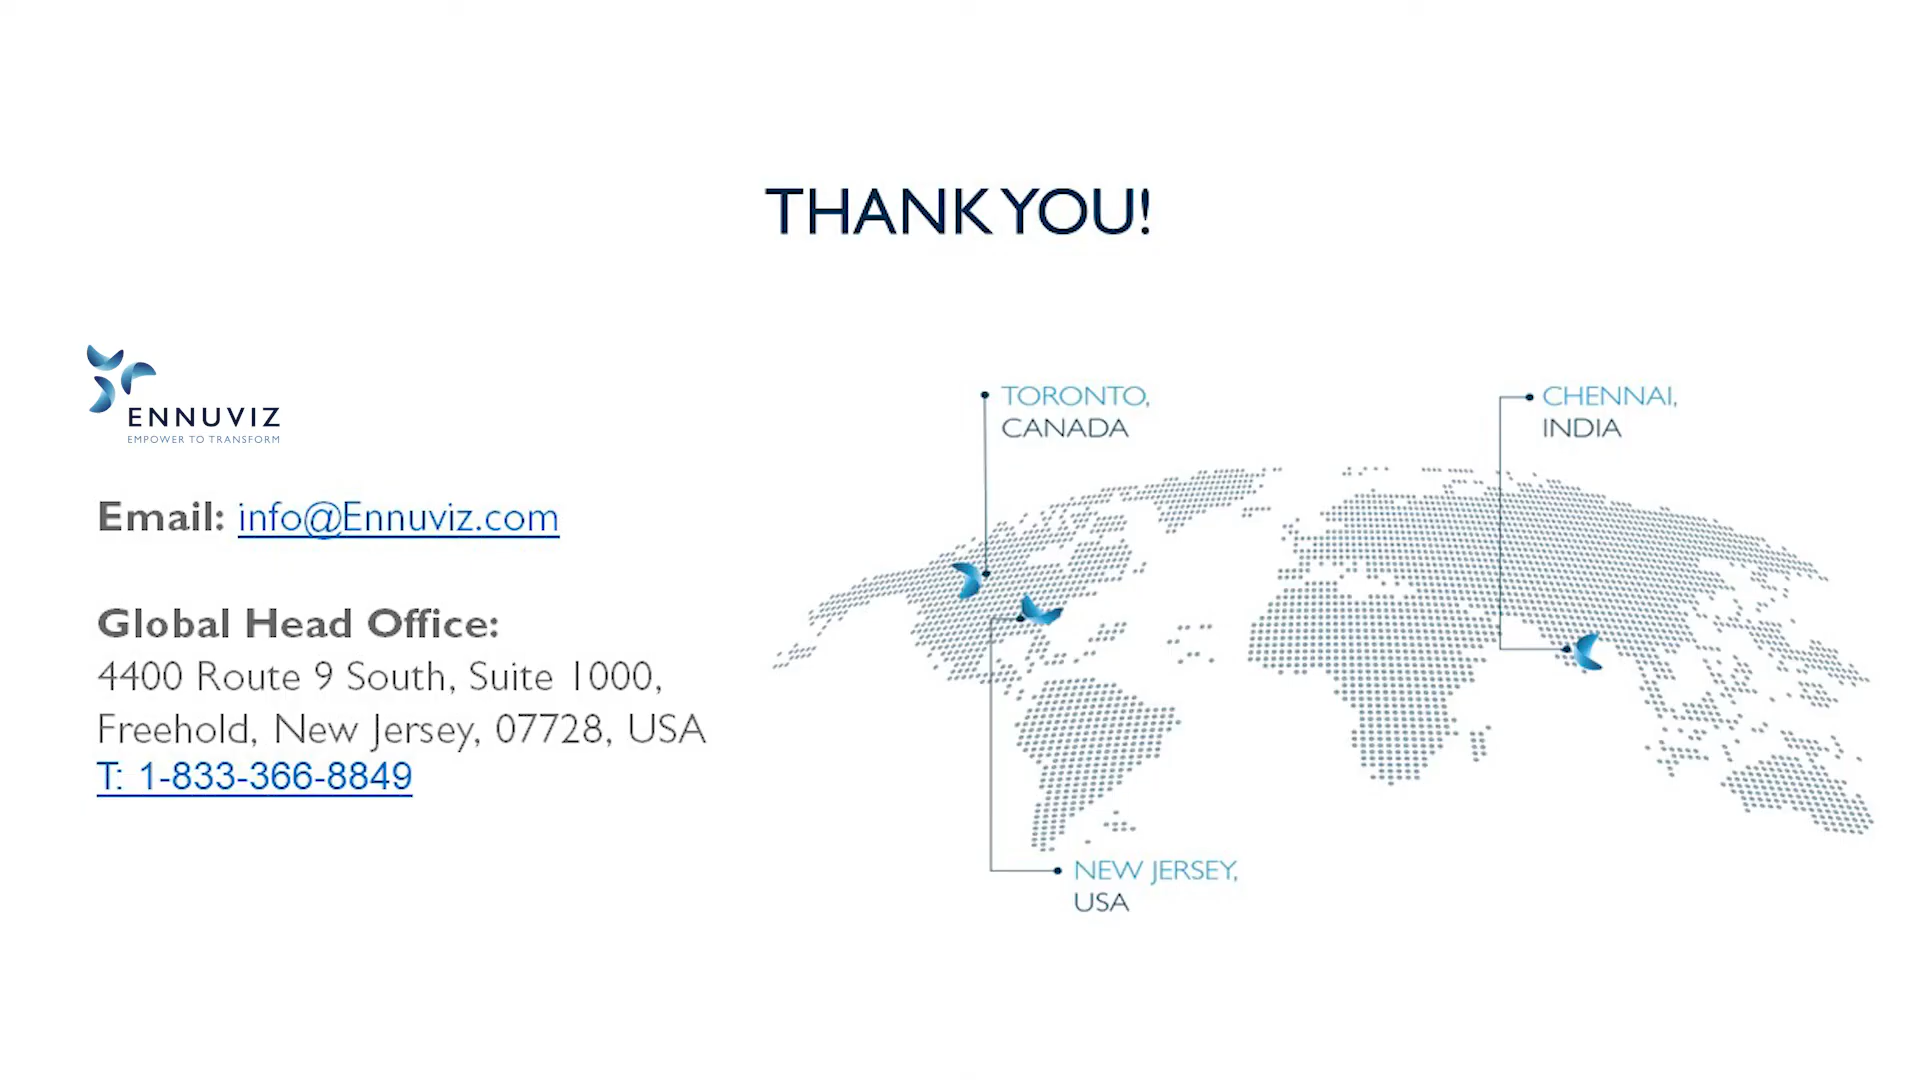 THANK YOU!
ENNUVIZ
EMPOWER TO TRANSFORM
Email: info@Ennuviz.com
Global Head Office:
4400 Route 9 South, Suite 1000,
Freehold, New Jersey, 07728, USA
T: 1-833-366-8849
TORONTO,
CANADA
CHENNAI,
INDIA
NEW JERSEY,
USA